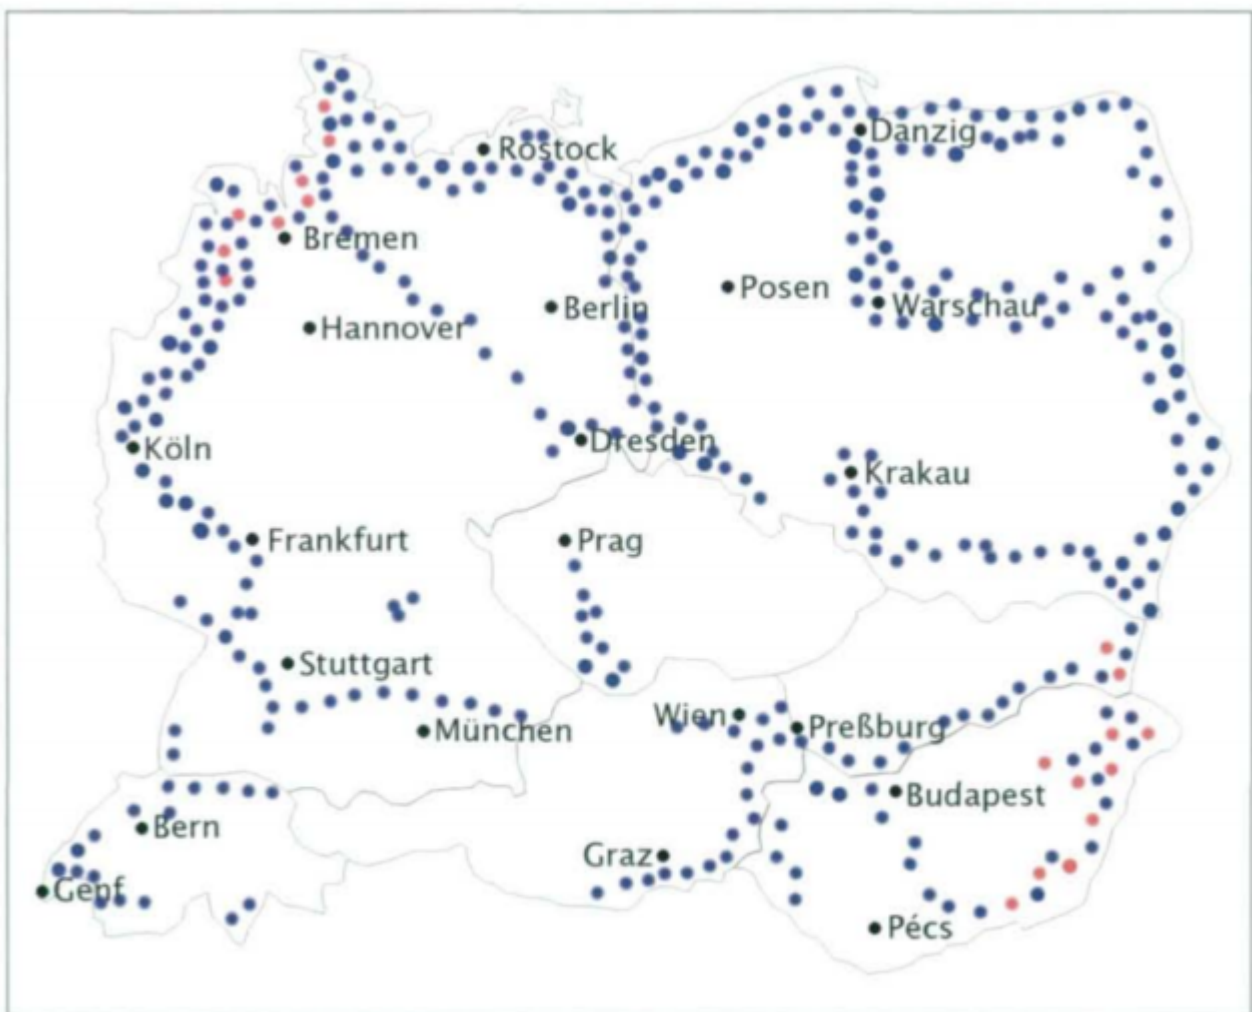 Danzig
Rostock
Bremen
Posen
Berlin
Warschau
Hannover
Dresden
Köln
Krakau
Frankfurt
Prag
Stuttgart
Wien
Preßburg
München
Budapest
Bern
Graz
Genf
Pécs